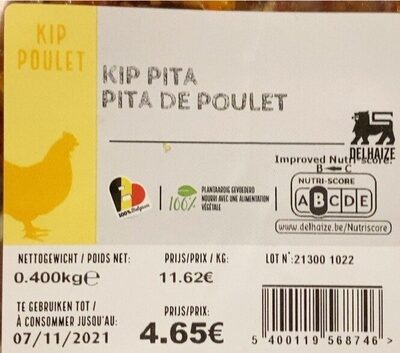 KIP
POULET
KIP PITA
PITA DE POULET
DELHAIZE
Improved Nutri-score:
B C
NUTRI-SCORE
A B C D E
www.delhaize.be/Nutriscore
100% Belgium
100%
PLANTAARDIG GEVOEDERD
NOURRI AVEC UNE ALIMENTATION
VÉGÉTALE
NETTOGEWICHT / POIDS NET:
0.400kg℮
PRIJS/PRIX / KG:
11.62€
LOT N°:21300 1022
TE GEBRUIKEN TOT /
À CONSOMMER JUSQU'AU:
07/11/2021
PRIJS/PRIX:
4.65€
5 400119 568746 >